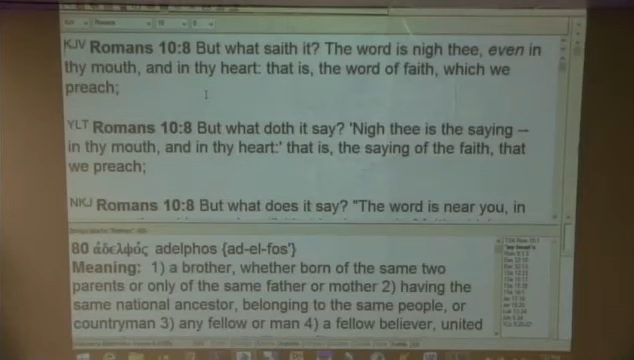 KJV Romans 10:8 But what saith it? The word is nigh thee, even in
thy mouth, and in thy heart: that is, the word of faith, which we
preach;
YLT Romans 10:8 But what doth it say? 'Nigh thee is the saying --
in thy mouth, and in thy heart:' that is, the saying of the faith, that
we preach;
NKJ Romans 10:8 But what does it say? "The word is near you, in
80 ἀδελφός adelphos {ad-el-fos'}
Meaning: 1) a brother, whether born of the same two
parents or only of the same father or mother 2) having the
same national ancestor, belonging to the same people, or
countryman 3) any fellow or man 4) a fellow believer, united